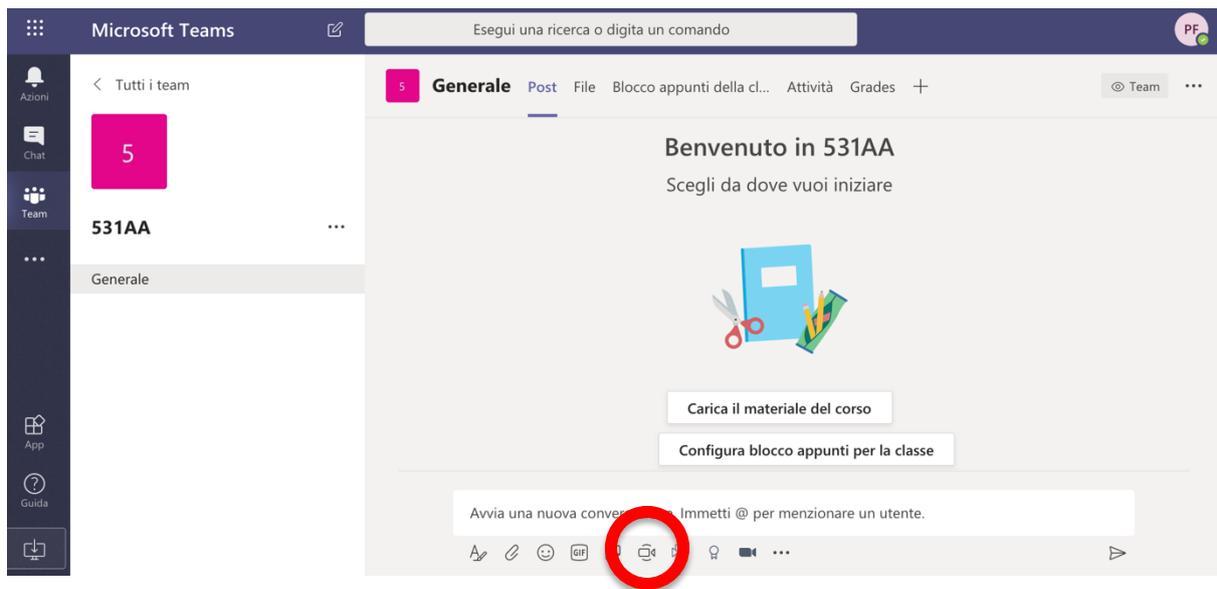 Microsoft Teams
Esegui una ricerca o digita un comando
PF
Azioni
Chat
Team
App
Guida
< Tutti i team
5
531AA
Generale
5
Generale
Post
File
Blocco appunti della cl...
Attività
Grades
Team
Benvenuto in 531AA
Scegli da dove vuoi iniziare
Carica il materiale del corso
Configura blocco appunti per la classe
Avvia una nuova Immetti @ per menzionare un utente.
GIF